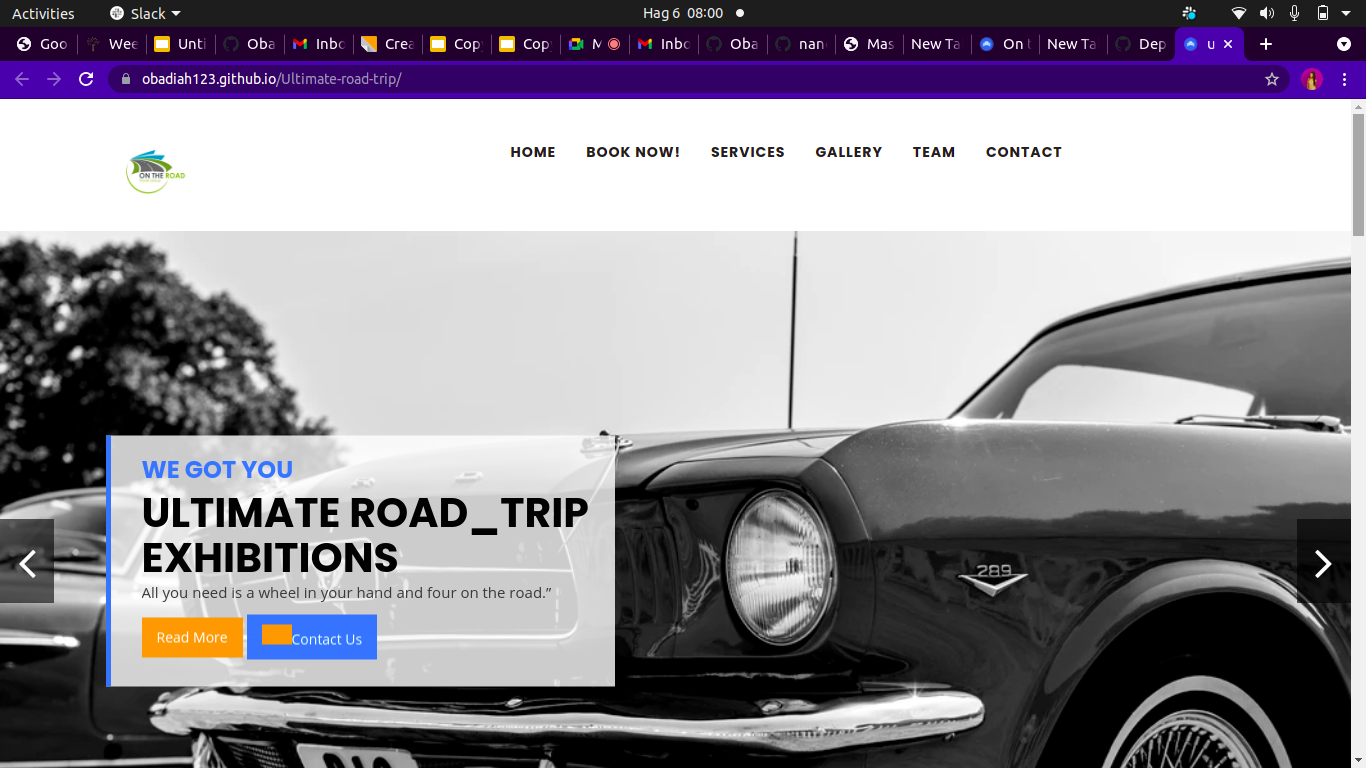 Activities
Slack
Hag 6 08:00
Goo
Wee
Unti
Oba
Inbo
Crea
Copy
Copy
M
Inbo
Oba
nan
Mas
New Ta
On t
New Ta
Dep
u
obadiah123.github.io/Ultimate-road-trip/
ON THE ROAD
HOME
BOOK NOW!
SERVICES
GALLERY
TEAM
CONTACT
WE GOT YOU
ULTIMATE ROAD_TRIP
EXHIBITIONS
All you need is a wheel in your hand and four on the road.”
Read More
Contact Us
289